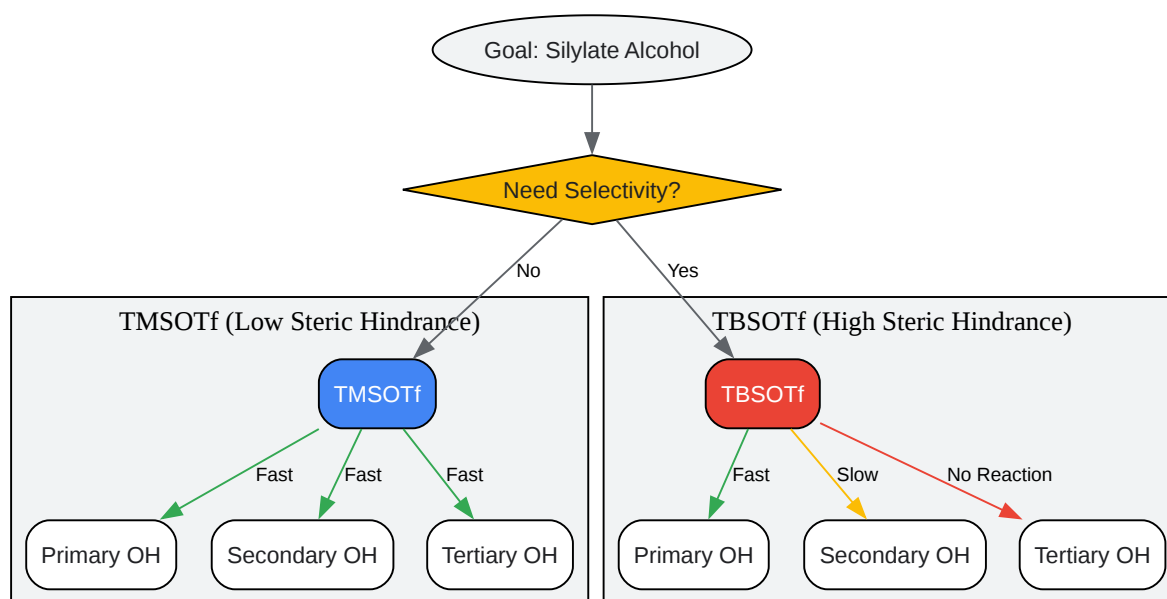 Goal: Silylate Alcohol
Need Selectivity?
No
Yes
TMSOTf (Low Steric Hindrance)
TBSOTf (High Steric Hindrance)
TMSOTf
TBSOTf
Fast
Fast
Fast
Fast
Slow
No Reaction
Primary OH
Secondary OH
Tertiary OH
Primary OH
Secondary OH
Tertiary OH